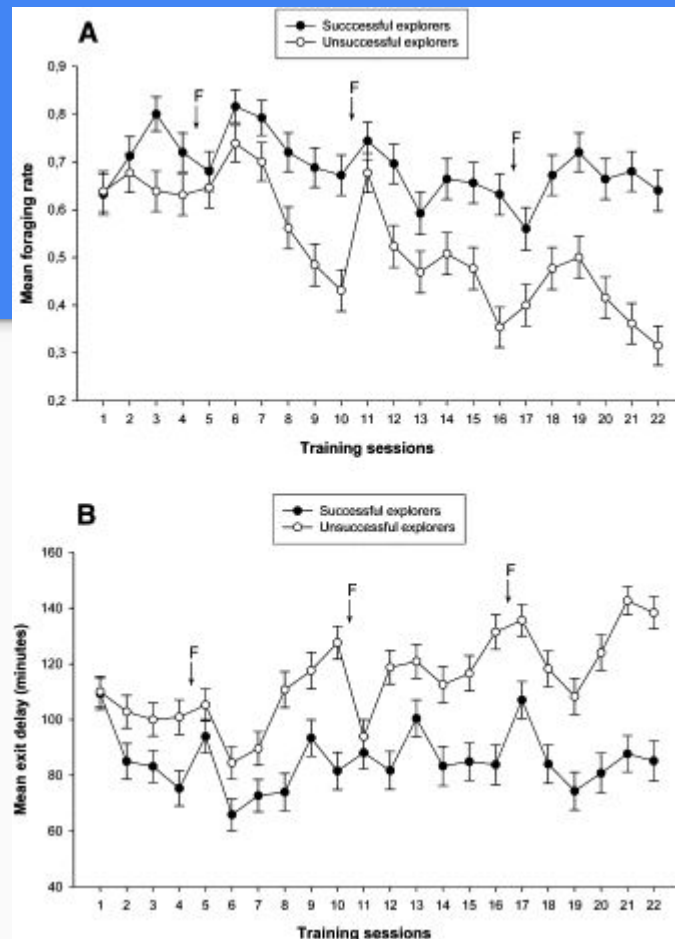 A
Succcessful explorers
Unsuccessful explorers
Mean foraging rate
0,9
0,8
0,7
0,6
0,5
0,4
0,3
0,2
F
F
F
1 2 3 4 5 6 7 8 9 10 11 12 13 14 15 16 17 18 19 20 21 22
Training sessions
B
Successful explorers
Unsuccessful explorers
Mean exit delay (minutes)
160
140
120
100
80
60
40
F
F
F
1 2 3 4 5 6 7 8 9 10 11 12 13 14 15 16 17 18 19 20 21 22
Training sessions